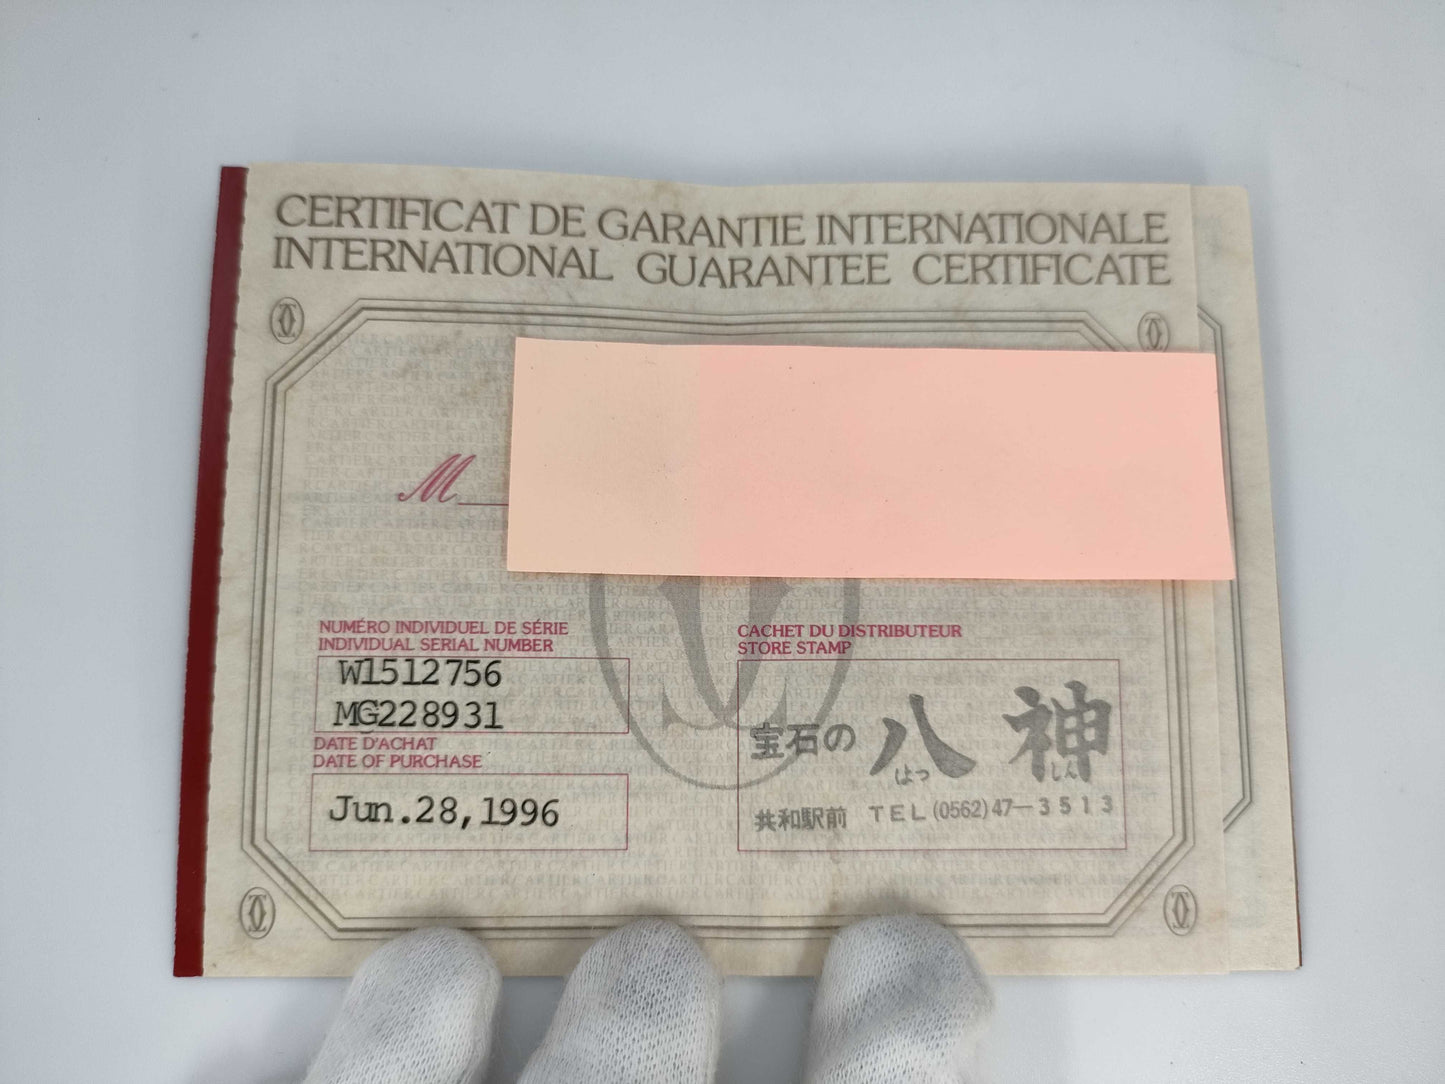 CERTIFICAT DE GARANTIE INTERNATIONALE
INTERNATIONAL GUARANTEE CERTIFICATE
M
NUMÉRO INDIVIDUEL DE SÉRIE
INDIVIDUAL SERIAL NUMBER
W1512756
MG228931
DATE D'ACHAT
DATE OF PURCHASE
Jun.28,1996
CACHET DU DISTRIBUTEUR
STORE STAMP
宝石の 八神
はっ しん
共和駅前 TEL(0562)47-3513